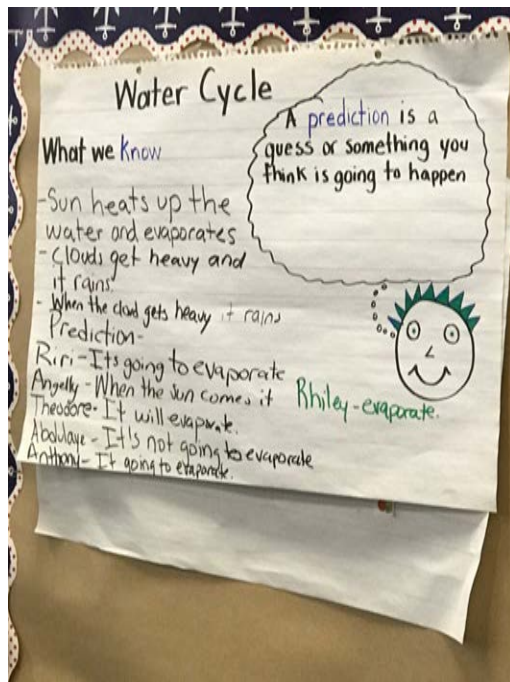 Water Cycle
A prediction is a
guess or something you
think is going to happen
What we know
-Sun heats up the
water and evaporates
-Clouds get heavy and
it rains.
- When the cloud gets heavy it rains
Prediction-
Riri-Its going to evaporate
Angelly-When the sun comes it
Theodore-It will evaporate.
Abdulaye-It's not going to evaporate
Anthony-It going to evaporate.
Rhiley-evaporate.